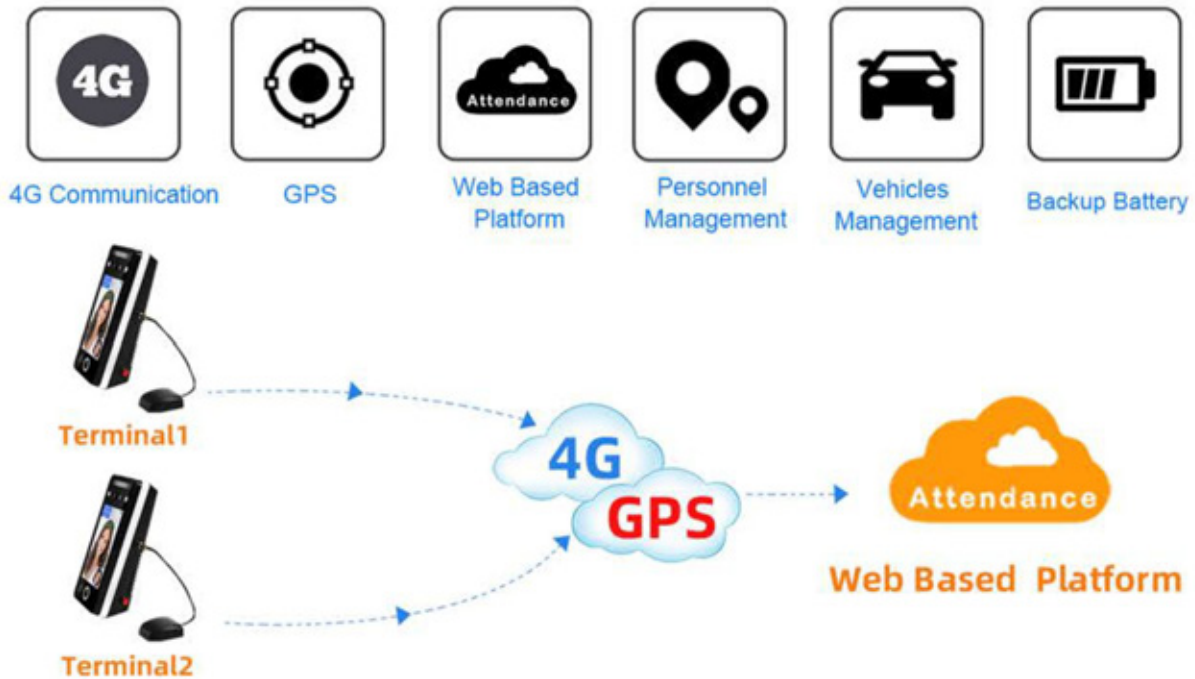 4G
Attendance
4G Communication
GPS
Web Based
Platform
Personnel
Management
Vehicles
Management
Backup Battery
Terminal1
4G
GPS
Attendance
Web Based Platform
Terminal2